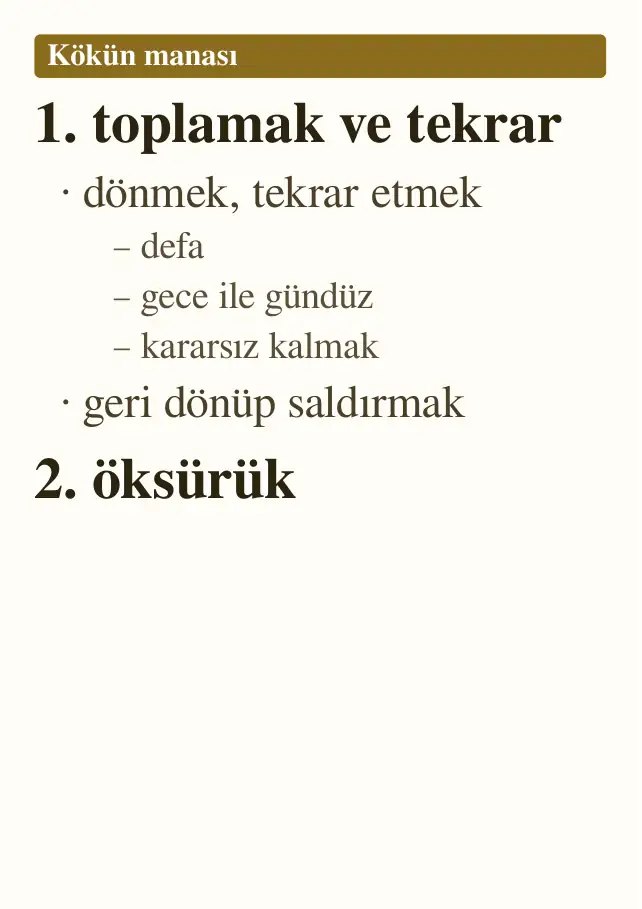 Kökün manası
1. toplamak ve tekrar
· dönmek, tekrar etmek
– defa
– gece ile gündüz
– kararsız kalmak
· geri dönüp saldırmak
2. öksürük